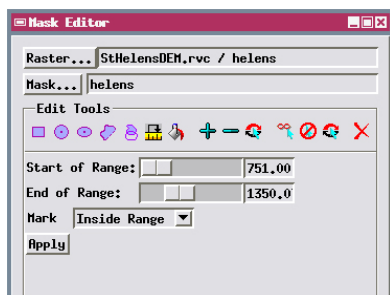 Mask Editor
Raster... StHelensDEM.rvc / helens
Mask... helens
Edit Tools
Start of Range: 751.00
End of Range: 1350.0
Mark Inside Range
Apply